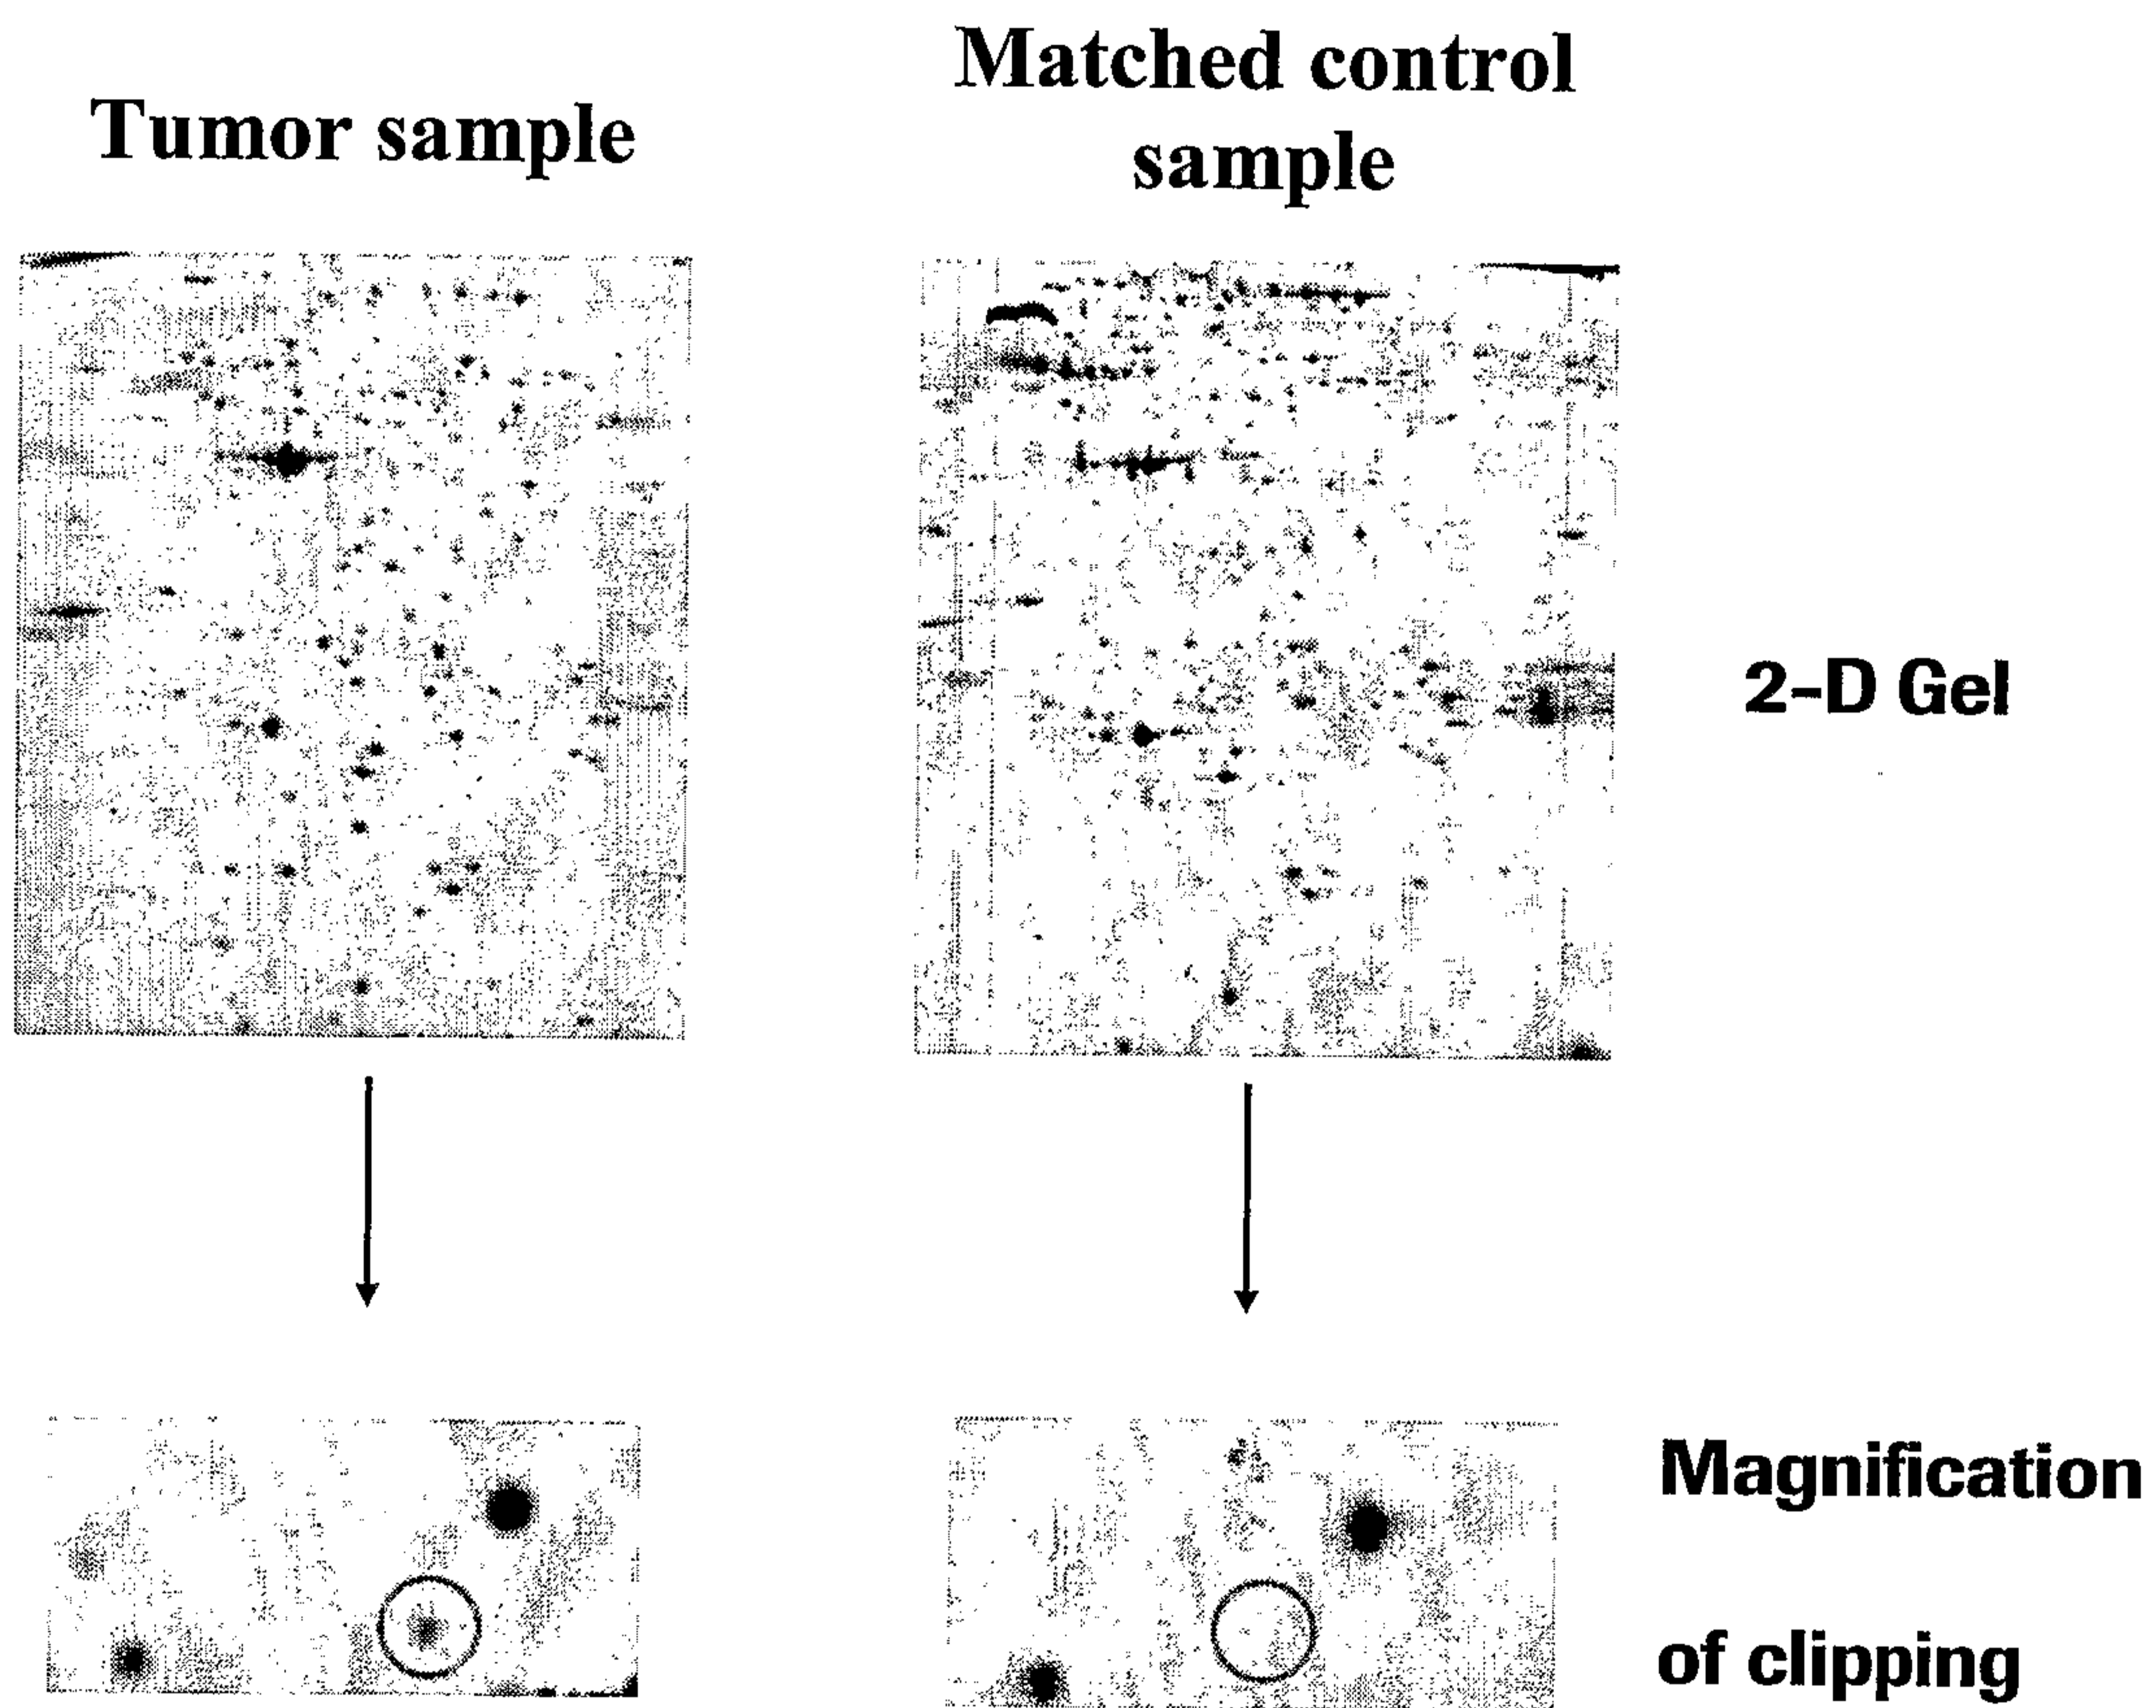 Tumor sample
Matched control
sample
2-D Gel
Magnification
of clipping